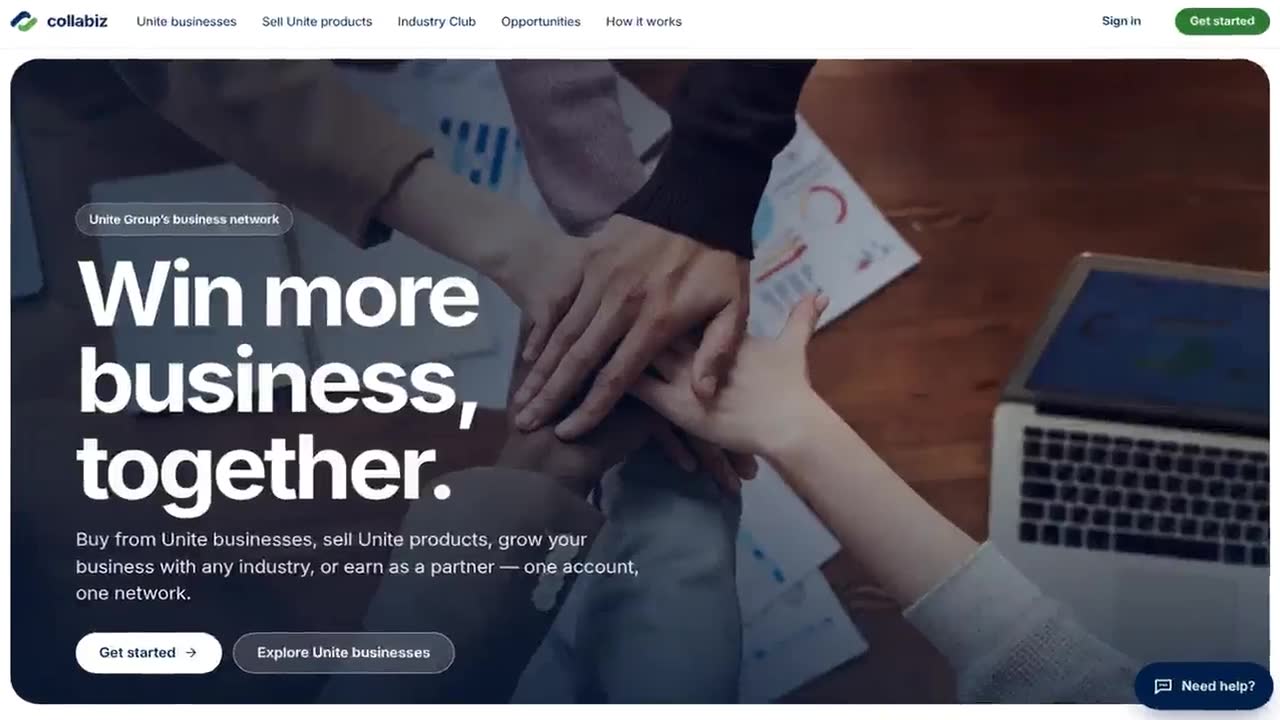 collabiz
Unite businesses
Sell Unite products
Industry Club
Opportunities
How it works
Sign in
Get started
Unite Group's business network
Win more
business,
together.
Buy from Unite businesses, sell Unite products, grow your
business with any industry, or earn as a partner — one account,
one network.
Get started →
Explore Unite businesses
Need help?